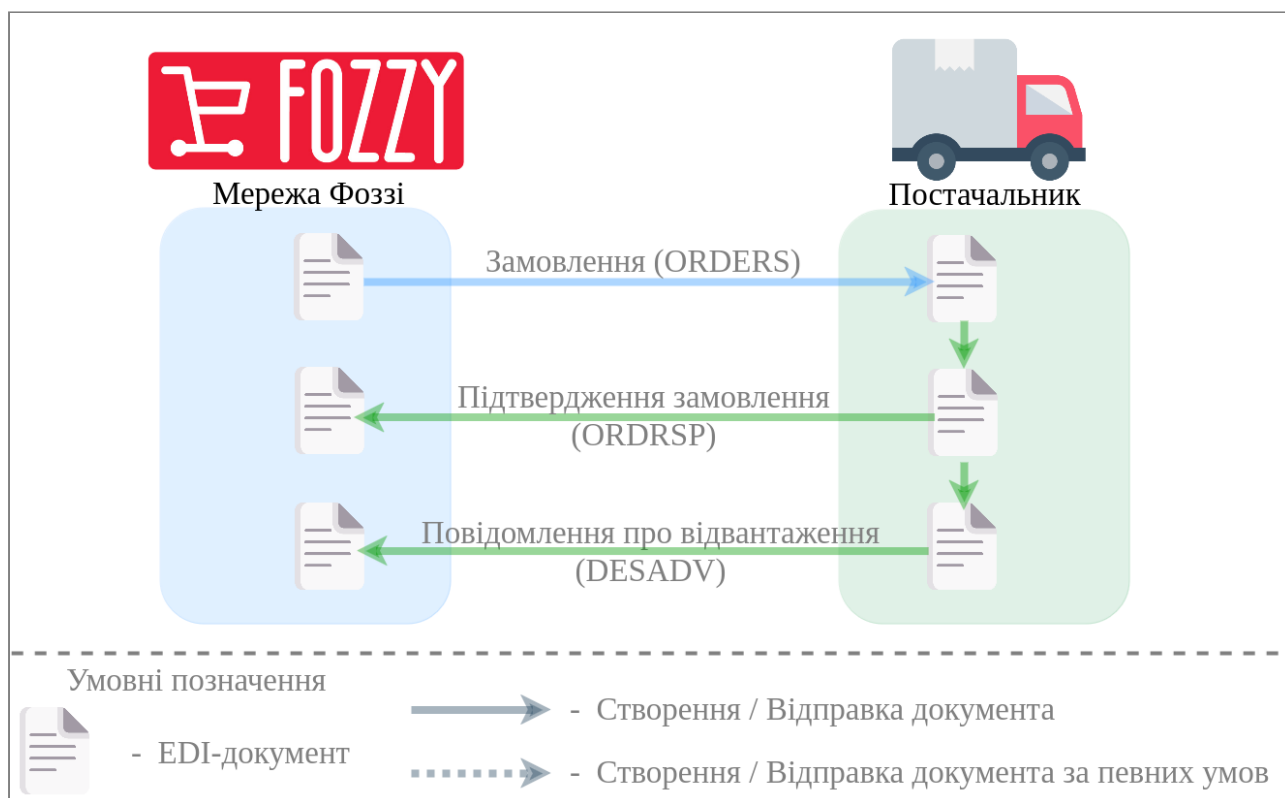 FOZZY
Мережа Фоззі
Постачальник
Замовлення (ORDERS)
Підтвердження замовлення
(ORDRSP)
Повідомлення про відвантаження
(DESADV)
Умовні позначення
- EDI-документ
- Створення / Відправка документа
- Створення / Відправка документа за певних умов